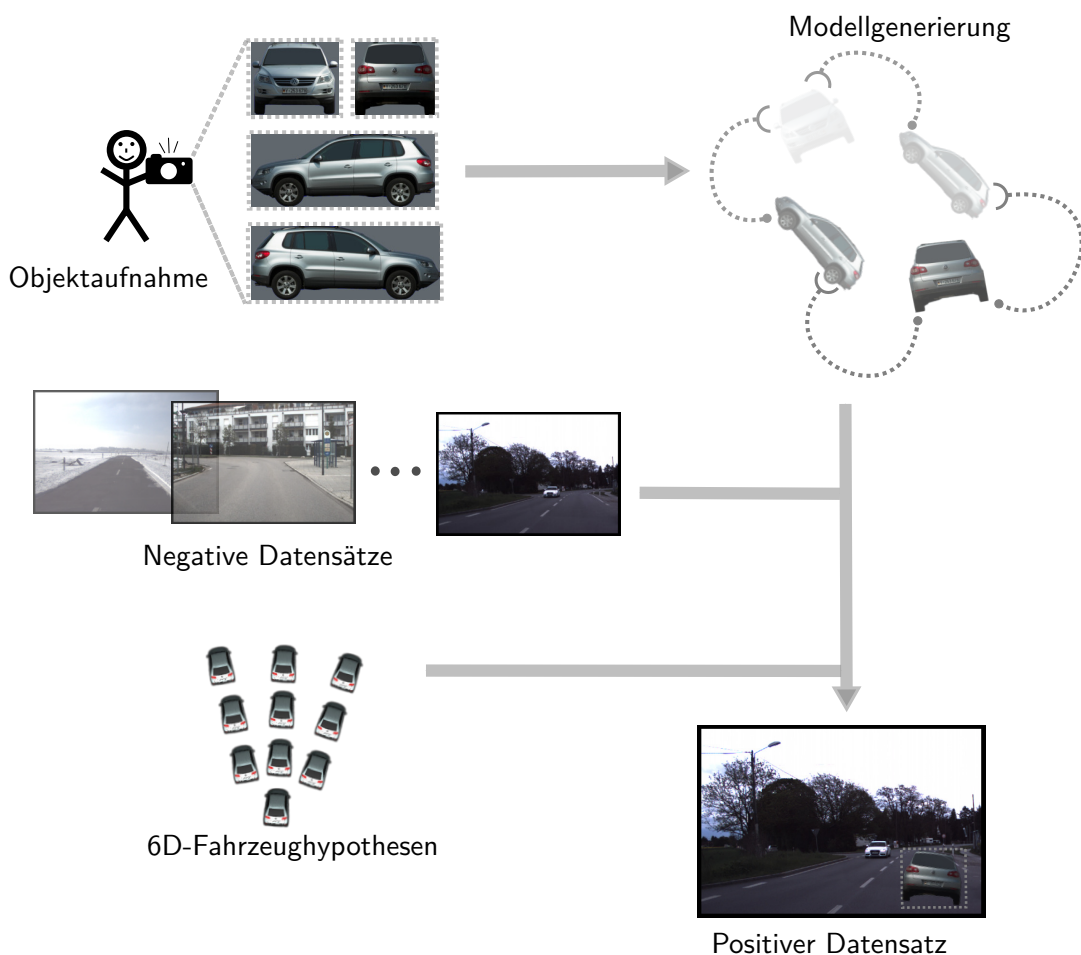 Modellgenerierung
Objektaufnahme
Negative Datensätze
6D-Fahrzeughypothesen
Positiver Datensatz